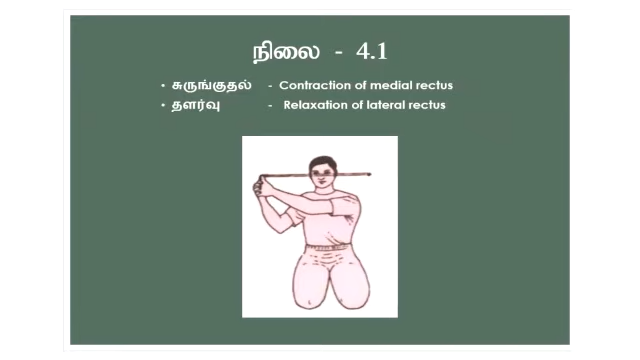 நிலை - 4.1
• சுருங்குதல் - Contraction of medial rectus
• தளர்வு - Relaxation of lateral rectus